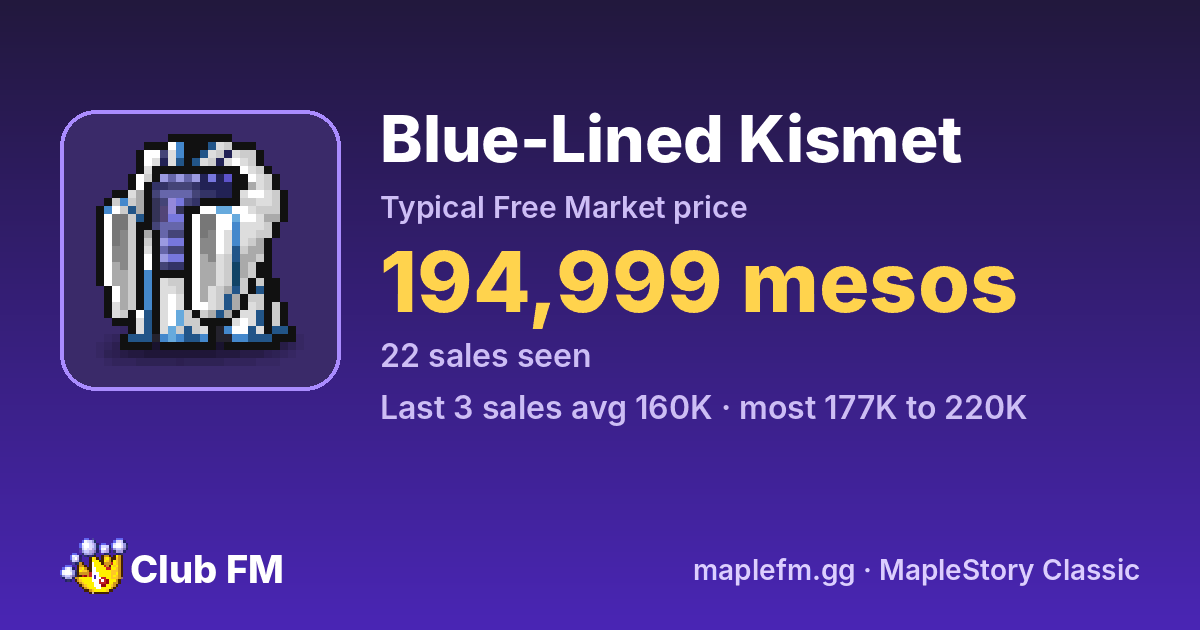 Blue-Lined Kismet
Typical Free Market price
194,999 mesos
22 sales seen
Last 3 sales avg 160K · most 177K to 220K
Club FM
maplefm.gg · MapleStory Classic